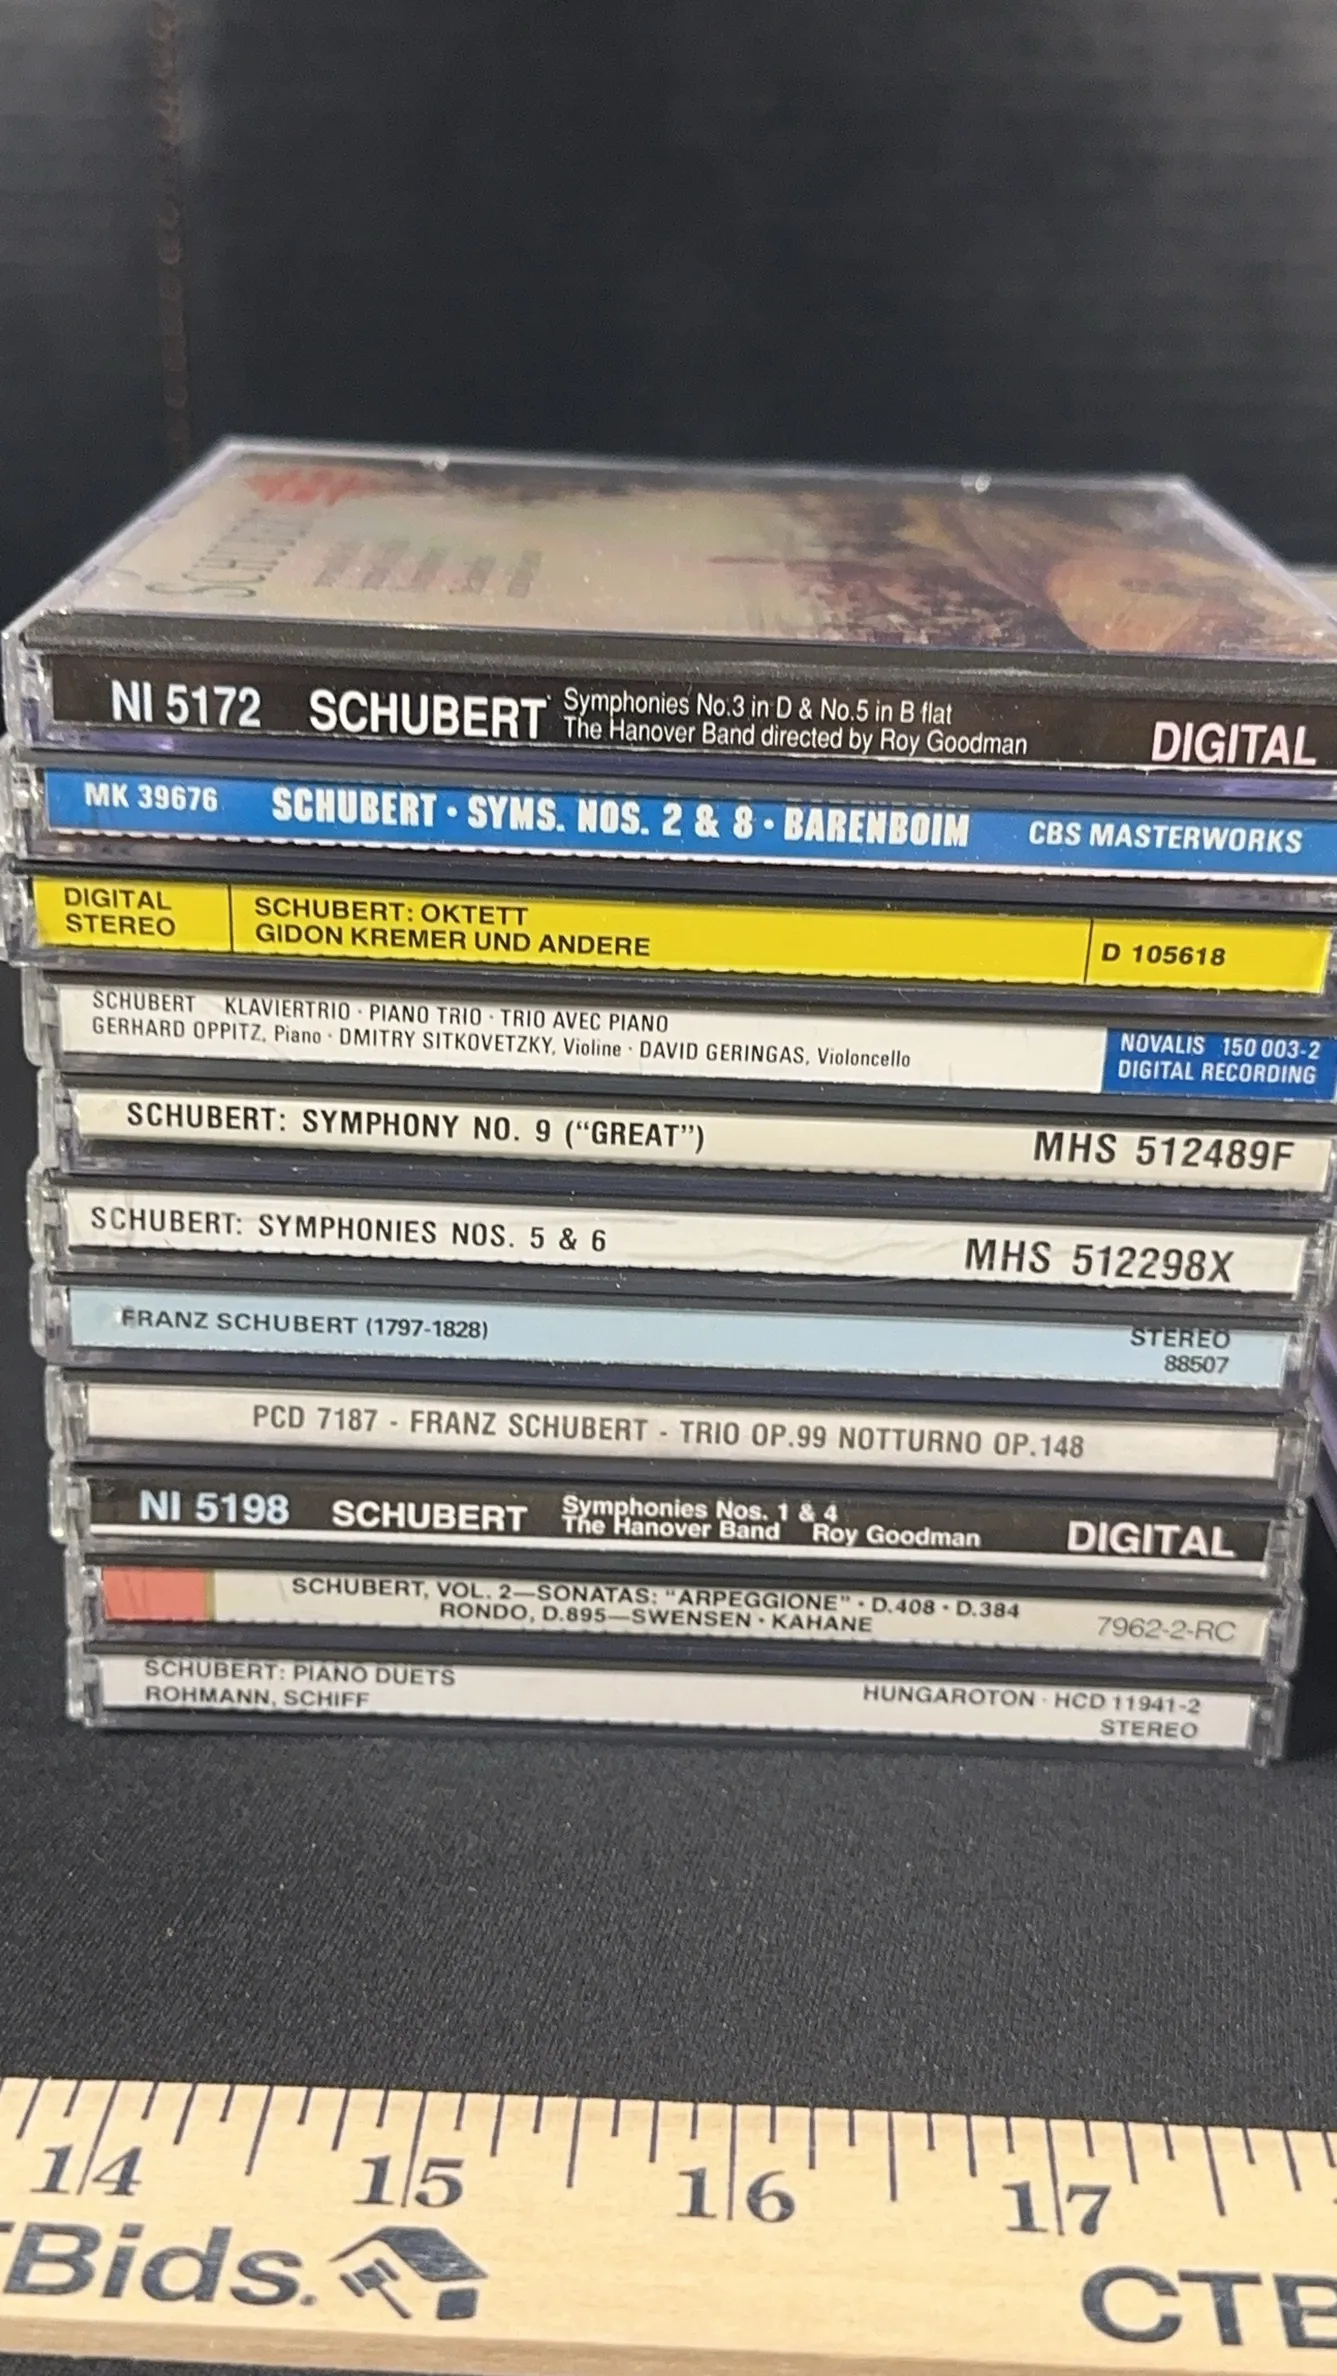 SCHUBERT
NI 5172 SCHUBERT Symphonies No.3 in D & No.5 in B flat
The Hanover Band directed by Roy Goodman DIGITAL
MK 39676 SCHUBERT · SYMS. NOS. 2 & 8 · BARENBOIM CBS MASTERWORKS
DIGITAL
STEREO
SCHUBERT: OKTETT
GIDON KREMER UND ANDERE
D 105618
SCHUBERT KLAVIERTRIO · PIANO TRIO · TRIO AVEC PIANO
GERHARD OPPITZ, Piano · DMITRY SITKOVETZKY, Violine · DAVID GERINGAS, Violoncello
NOVALIS 150 003-2
DIGITAL RECORDING
SCHUBERT: SYMPHONY NO. 9 (“GREAT”) MHS 512489F
SCHUBERT: SYMPHONIES NOS. 5 & 6 MHS 512298X
FRANZ SCHUBERT (1797-1828)
STEREO
88507
PCD 7187 - FRANZ SCHUBERT - TRIO OP.99 NOTTURNO OP.148
NI 5198 SCHUBERT Symphonies Nos. 1 & 4
The Hanover Band Roy Goodman DIGITAL
SCHUBERT, VOL. 2—SONATAS: "ARPEGGIONE" · D.408 · D.384
RONDO, D.895—SWENSEN · KAHANE
7962-2-RC
SCHUBERT: PIANO DUETS
ROHMANN, SCHIFF
HUNGAROTON · HCD 11941-2
STEREO
14 15 16 17
TBids. CTB